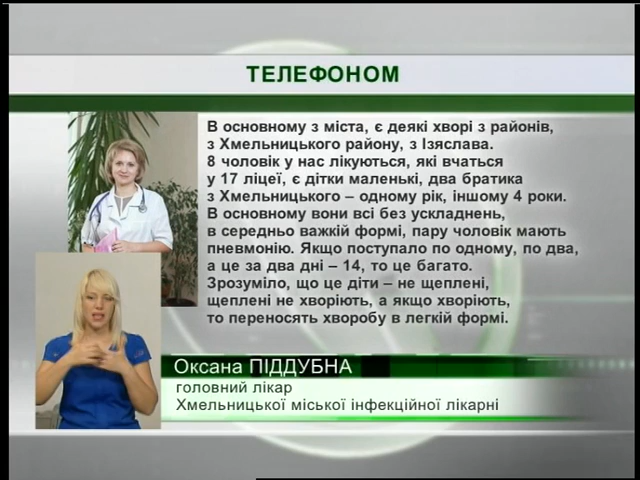 ТЕЛЕФОНОМ
В основному з міста, є деякі хворі з районів,
з Хмельницького району, з Ізяслава.
8 чоловік у нас лікуються, які вчаться
у 17 ліцеї, є дітки маленькі, два братика
з Хмельницького – одному рік, іншому 4 роки.
В основному вони всі без ускладнень,
в середньо важкій формі, пару чоловік мають
пневмонію. Якщо поступало по одному, по два,
а це за два дні – 14, то це багато.
Зрозуміло, що це діти – не щеплені,
щеплені не хворіють, а якщо хворіють,
то переносять хворобу в легкій формі.
Оксана ПІДДУБНА
головний лікар
Хмельницької міської інфекційної лікарні